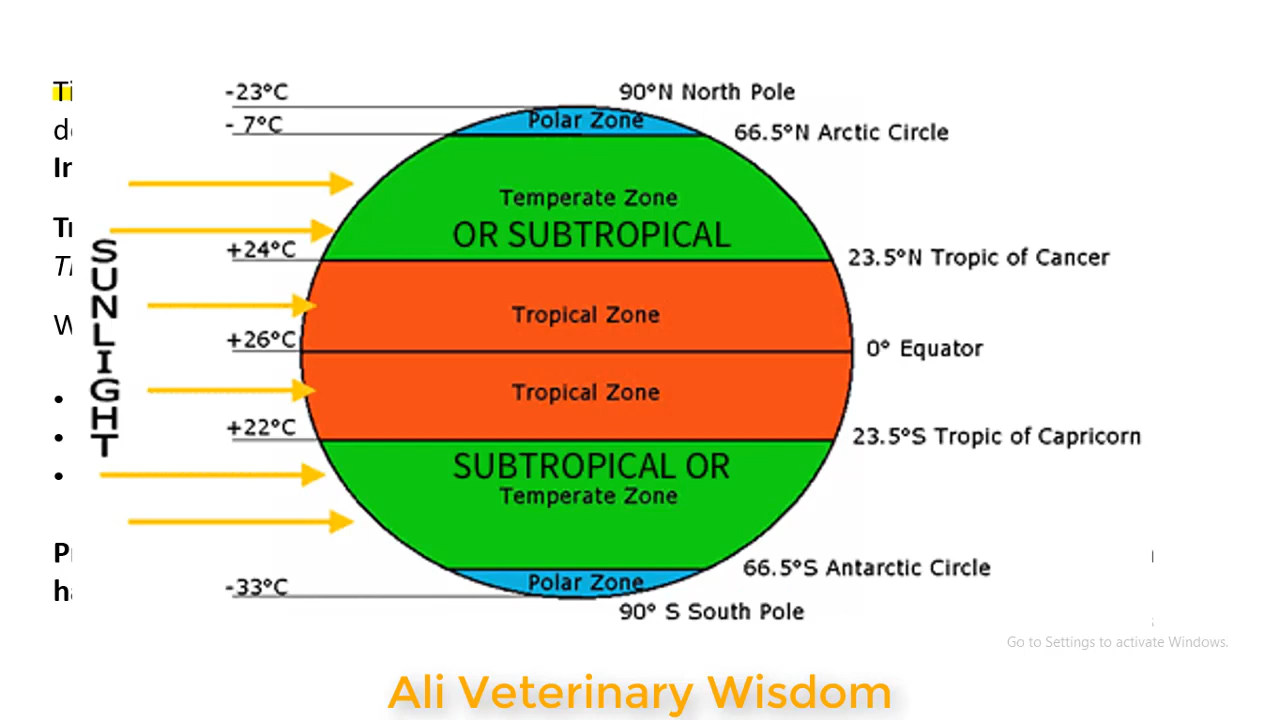 -23°C
90°N North Pole
Polar Zone
- 7°C
66.5°N Arctic Circle
Temperate Zone
OR SUBTROPICAL
+24°C
23.5°N Tropic of Cancer
SUNLIGHT
Tropical Zone
+26°C
0° Equator
Tropical Zone
+22°C
23.5°S Tropic of Capricorn
SUBTROPICAL OR
Temperate Zone
66.5°S Antarctic Circle
Polar Zone
-33°C
90° S South Pole
Go to Settings to activate Windows.
Ali Veterinary Wisdom